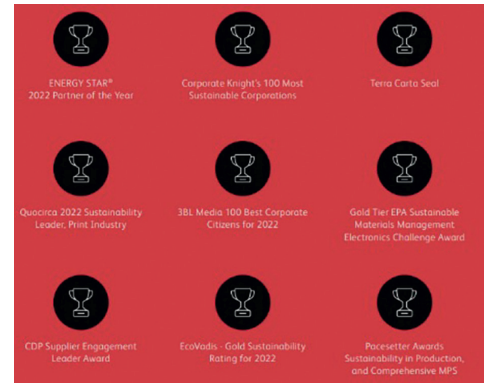 ENERGY STAR®
2022 Partner of the Year
Corporate Knight's 100 Most
Sustainable Corporations
Terra Carta Seal
Quocirca 2022 Sustainability
Leader, Print Industry
3BL Media 100 Best Corporate
Citizens for 2022
Gold Tier EPA Sustainable
Materials Management
Electronics Challenge Award
CDP Supplier Engagement
Leader Award
EcoVadis - Gold Sustainability
Rating for 2022
Pacesetter Awards
Sustainability in Production,
and Comprehensive MPS